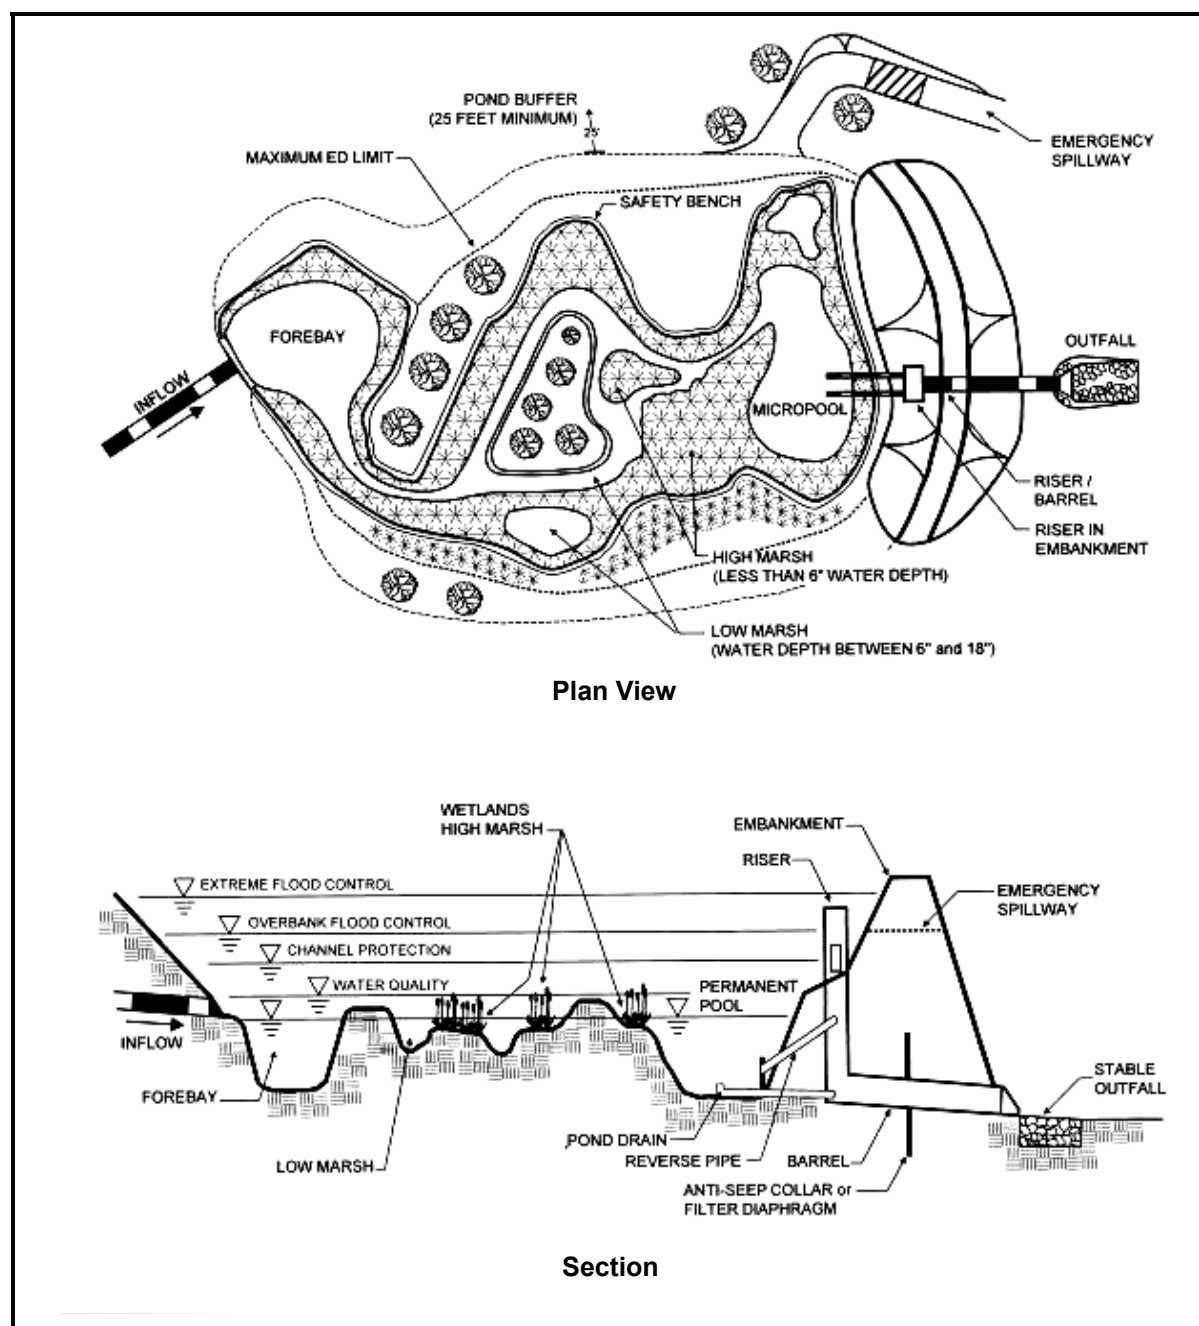 POND BUFFER
(25 FEET MINIMUM)
25'
MAXIMUM ED LIMIT
EMERGENCY
SPILLWAY
SAFETY BENCH
FOREBAY
INFLOW
OUTFALL
MICROPOOL
RISER /
BARREL
RISER IN
EMBANKMENT
HIGH MARSH
(LESS THAN 6" WATER DEPTH)
LOW MARSH
(WATER DEPTH BETWEEN 6" and 18")
Plan View
WETLANDS
HIGH MARSH
EMBANKMENT
RISER
EXTREME FLOOD CONTROL
EMERGENCY
SPILLWAY
OVERBANK FLOOD CONTROL
CHANNEL PROTECTION
WATER QUALITY
PERMANENT
POOL
INFLOW
FOREBAY
STABLE
OUTFALL
POND DRAIN
LOW MARSH
REVERSE PIPE
BARREL
ANTI-SEEP COLLAR or
FILTER DIAPHRAGM
Section